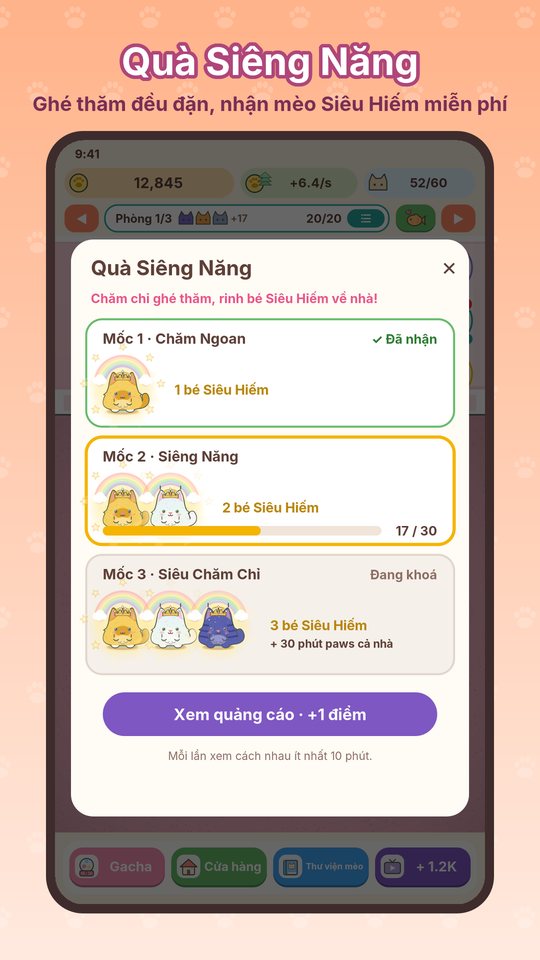 Quà Siêng Năng
Ghé thăm đều đặn, nhận mèo Siêu Hiếm miễn phí
9:41
12,845
+6.4/s
52/60
Phòng 1/3
+17
20/20
Quà Siêng Năng
Chăm chỉ ghé thăm, rinh bé Siêu Hiếm về nhà!
Mốc 1 · Chăm Ngoan
✓ Đã nhận
1 bé Siêu Hiếm
Mốc 2 · Siêng Năng
2 bé Siêu Hiếm
17 / 30
Mốc 3 · Siêu Chăm Chỉ
Đang khoá
3 bé Siêu Hiếm
+ 30 phút paws cả nhà
Xem quảng cáo · +1 điểm
Mỗi lần xem cách nhau ít nhất 10 phút.
Gacha
Cửa hàng
Thư viện mèo
+ 1.2K